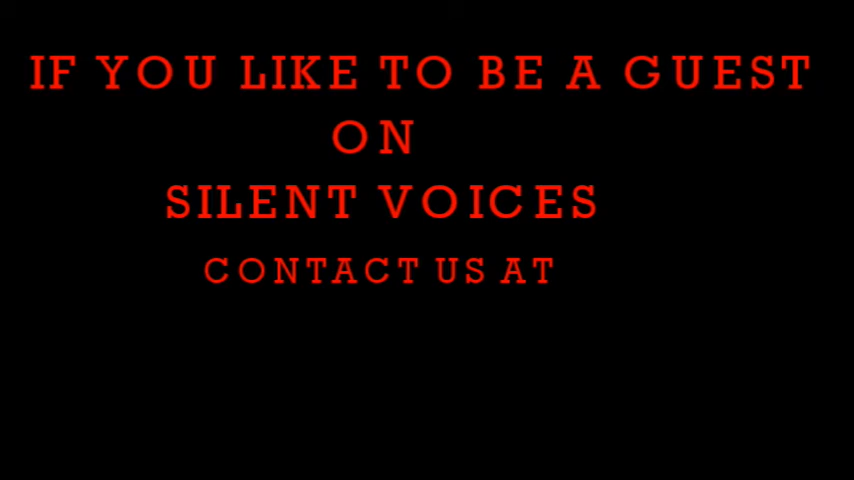 IF YOU LIKE TO BE A GUEST
ON
SILENT VOICES
CONTACT US AT